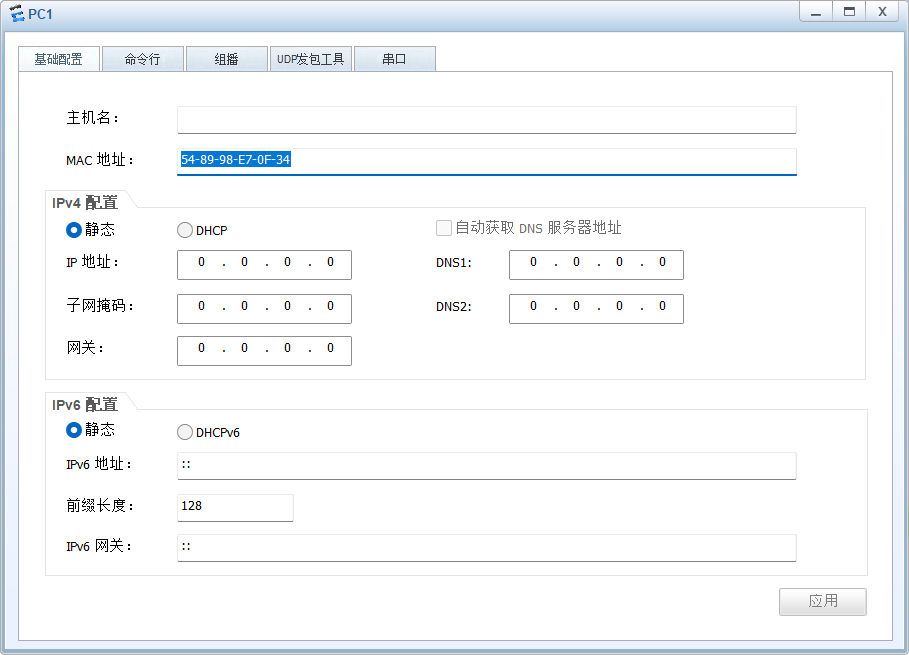 PC1
基础配置 命令行 组播 UDP发包工具 串口
主机名：
MAC 地址： 54-89-98-E7-0F-34
IPv4 配置
静态 DHCP 自动获取 DNS 服务器地址
IP 地址： 0 . 0 . 0 . 0 DNS1: 0 . 0 . 0 . 0
子网掩码： 0 . 0 . 0 . 0 DNS2: 0 . 0 . 0 . 0
网关： 0 . 0 . 0 . 0
IPv6 配置
静态 DHCPv6
IPv6 地址： ::
前缀长度： 128
IPv6 网关： ::
应用